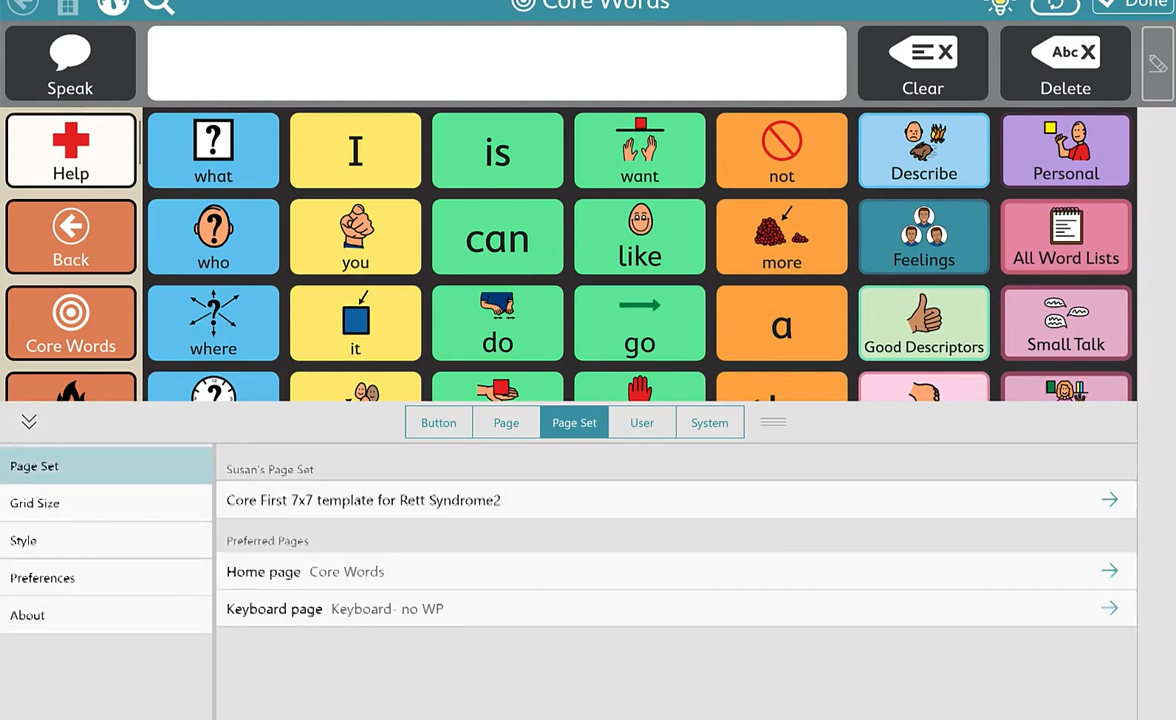 Core Words
Done
Speak
Abc X
Clear
Delete
Help
what
I
is
want
not
Describe
Personal
Back
who
you
can
like
more
Feelings
All Word Lists
Core Words
where
it
do
go
a
Good Descriptors
Small Talk
Button
Page
Page Set
User
System
Page Set
Grid Size
Style
Preferences
About
Susan's Page Set
Core First 7x7 template for Rett Syndrome2
Preferred Pages
Home page Core Words
Keyboard page Keyboard- no WP